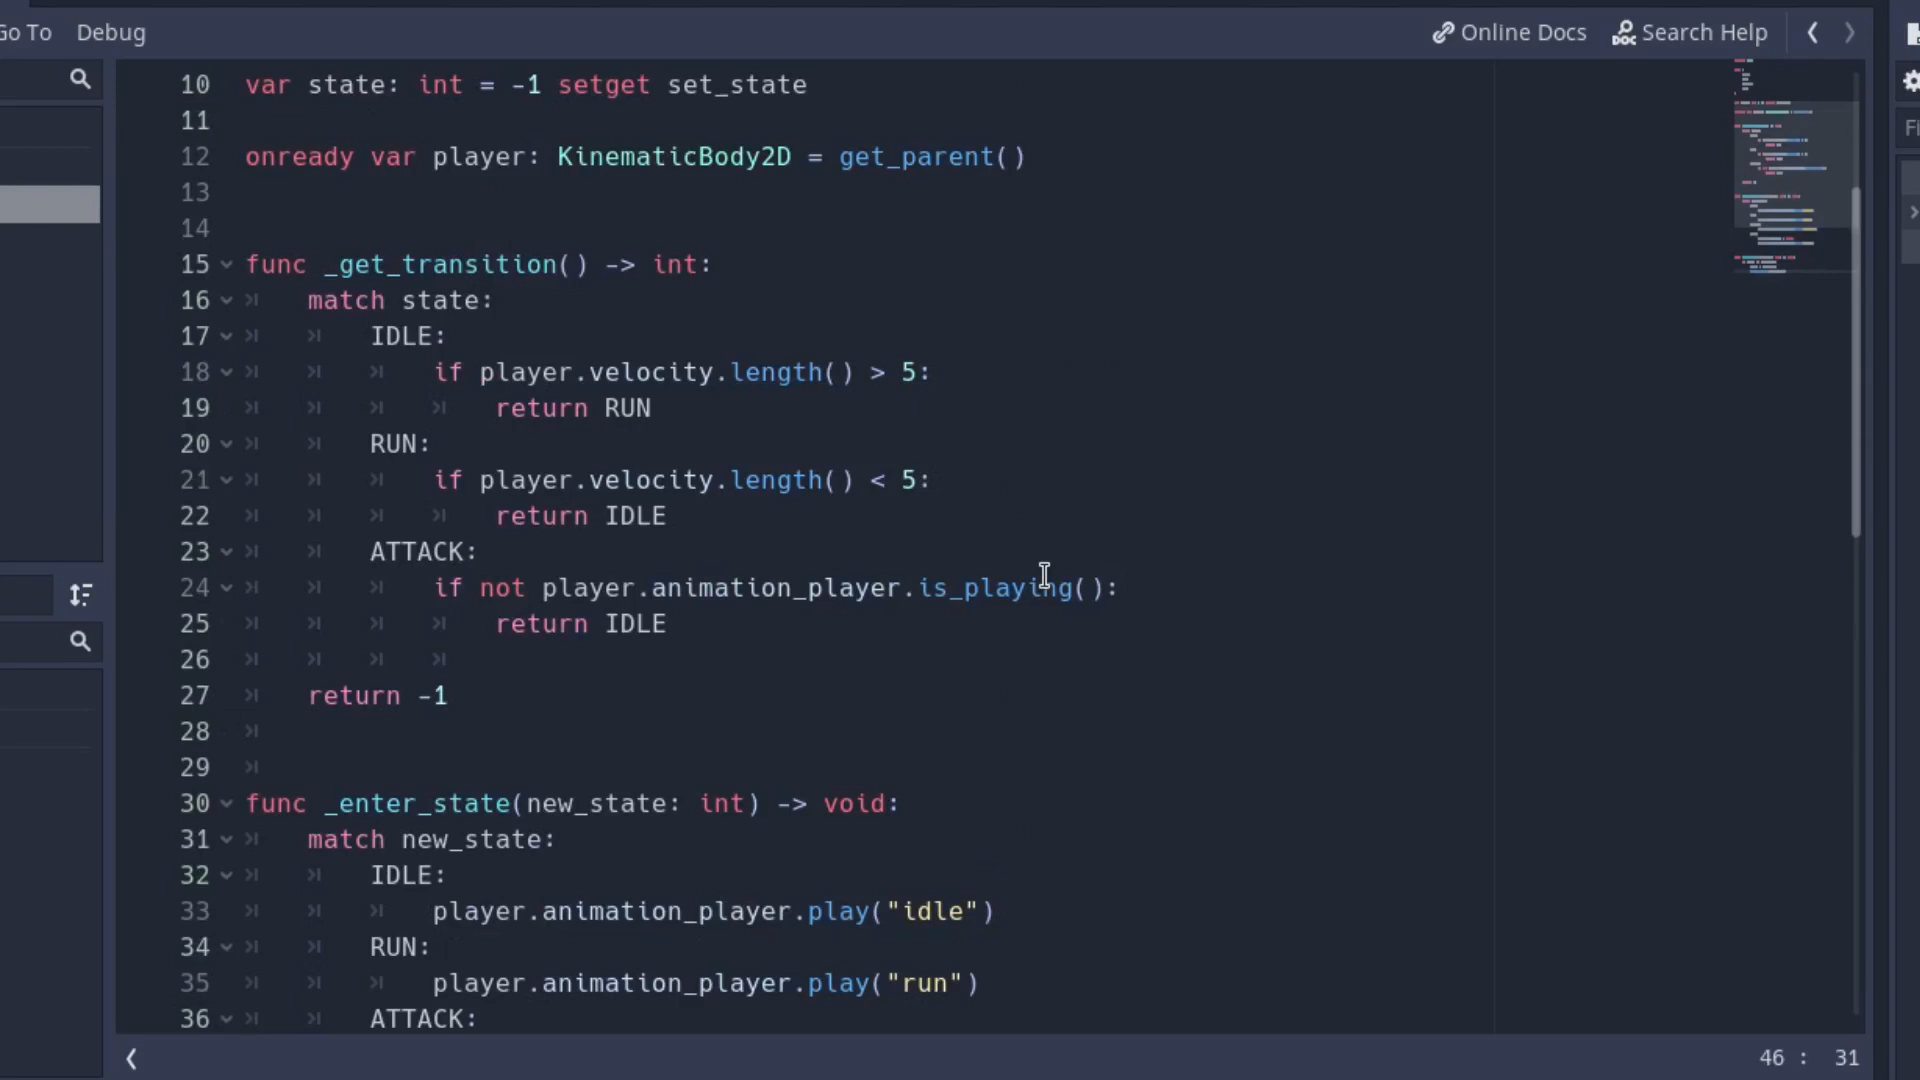 Go To Debug Online Docs Search Help
10 var state: int = -1 setget set_state
11
12 onready var player: KinematicBody2D = get_parent()
13
14
15 func _get_transition() -> int:
16 match state:
17 IDLE:
18 if player.velocity.length() > 5:
19 return RUN
20 RUN:
21 if player.velocity.length() < 5:
22 return IDLE
23 ATTACK:
24 if not player.animation_player.is_playing():
25 return IDLE
26
27 return -1
28
29
30 func _enter_state(new_state: int) -> void:
31 match new_state:
32 IDLE:
33 player.animation_player.play("idle")
34 RUN:
35 player.animation_player.play("run")
36 ATTACK:
46 : 31